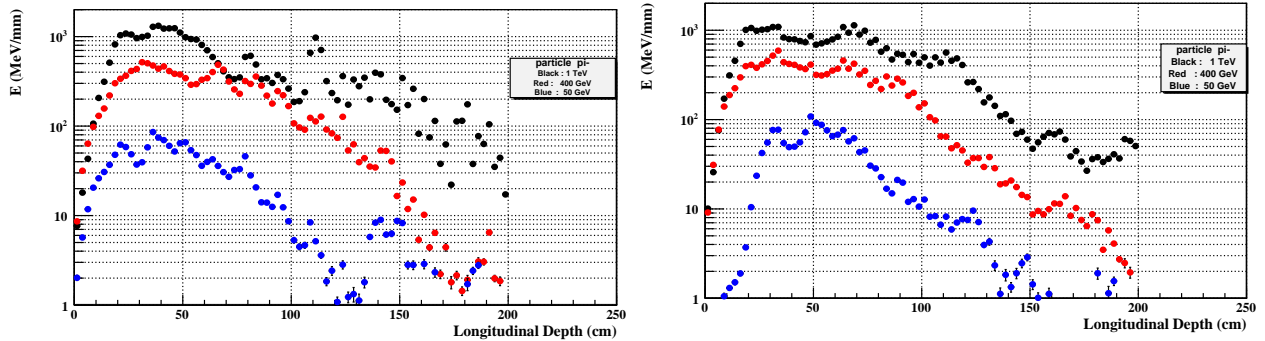 E (MeV/mm)
10³
10²
10
1
particle pi-
Black : 1 TeV
Red : 400 GeV
Blue : 50 GeV
0 50 100 150 200 250
Longitudinal Depth (cm)
E (MeV/mm)
10³
10²
10
1
particle pi-
Black : 1 TeV
Red : 400 GeV
Blue : 50 GeV
0 50 100 150 200 250
Longitudinal Depth (cm)